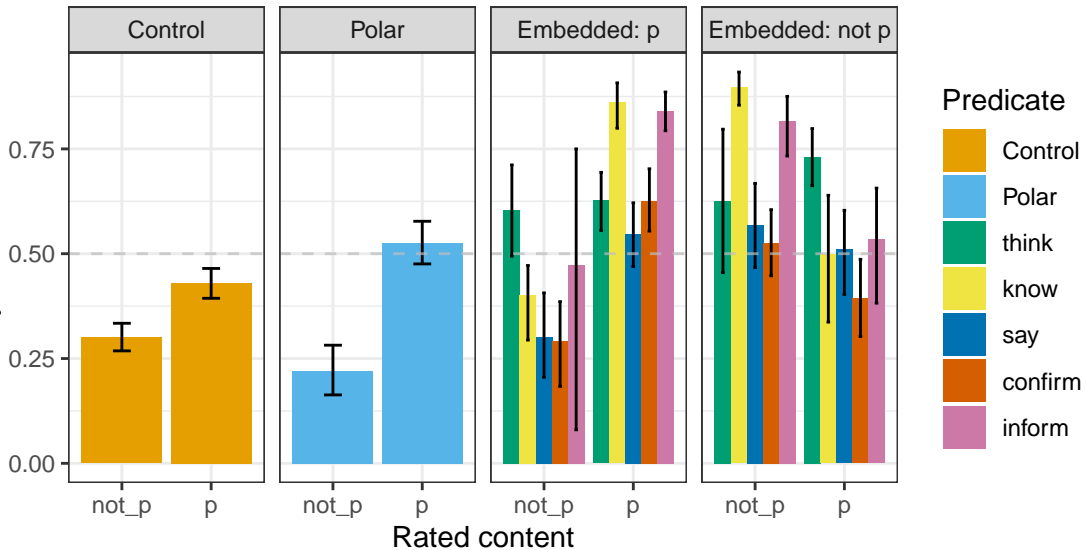 Control
Polar
Embedded: p
Embedded: not p
0.75
0.50
0.25
0.00
not_p
p
not_p
p
not_p
p
not_p
p
Rated content
Predicate
Control
Polar
think
know
say
confirm
inform